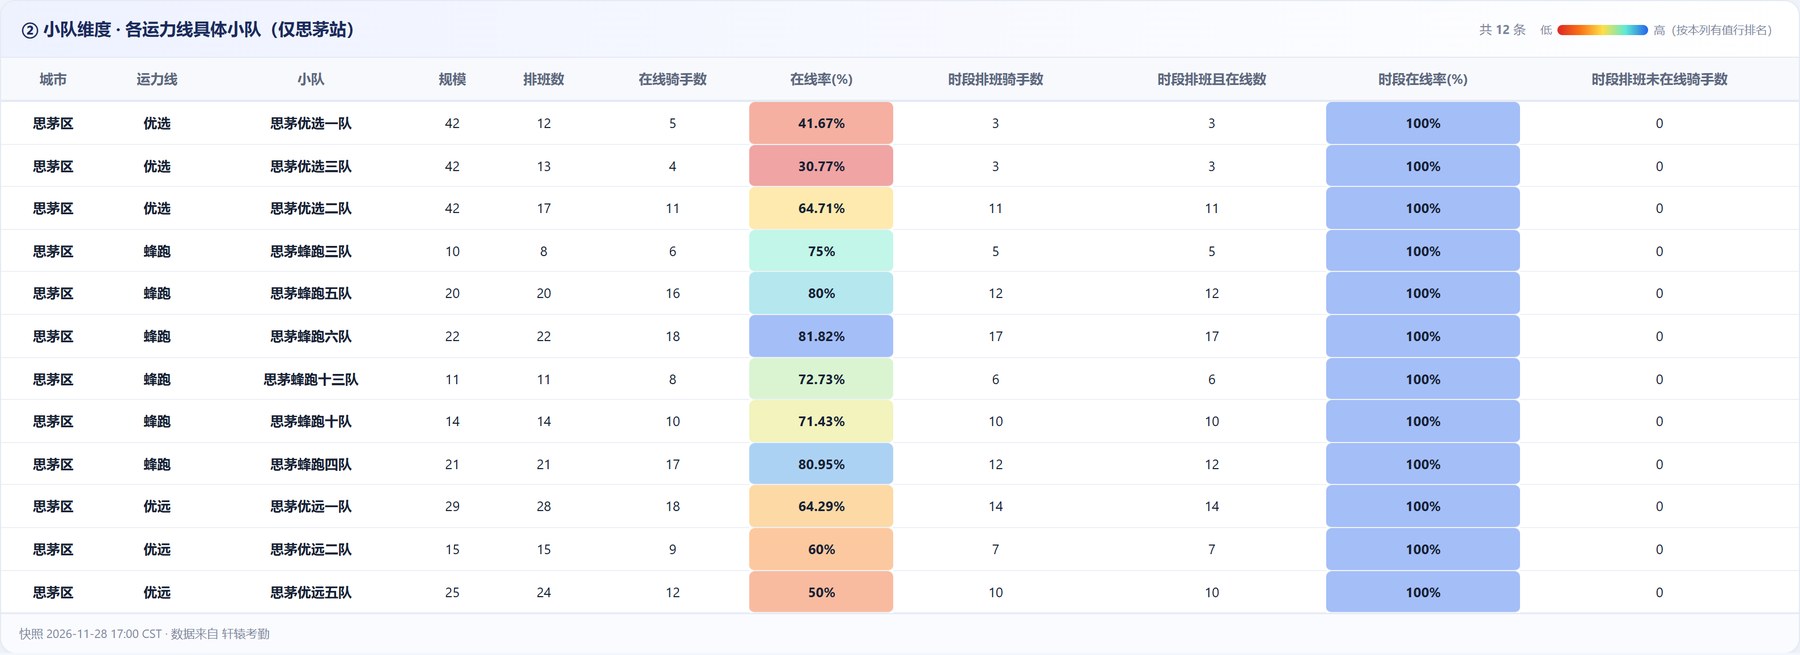 ② 小队维度 · 各运力线具体小队（仅思茅站） 共 12 条 低 高 (按本列有值行排名)
城市 运力线 小队 规模 排班数 在线骑手数 在线率(%) 时段排班骑手数 时段排班且在线数 时段在线率(%) 时段排班未在线骑手数
思茅区 优选 思茅优选一队 42 12 5 41.67% 3 3 100% 0
思茅区 优选 思茅优选三队 42 13 4 30.77% 3 3 100% 0
思茅区 优选 思茅优选二队 42 17 11 64.71% 11 11 100% 0
思茅区 蜂跑 思茅蜂跑三队 10 8 6 75% 5 5 100% 0
思茅区 蜂跑 思茅蜂跑五队 20 20 16 80% 12 12 100% 0
思茅区 蜂跑 思茅蜂跑六队 22 22 18 81.82% 17 17 100% 0
思茅区 蜂跑 思茅蜂跑十三队 11 11 8 72.73% 6 6 100% 0
思茅区 蜂跑 思茅蜂跑十队 14 14 10 71.43% 10 10 100% 0
思茅区 蜂跑 思茅蜂跑四队 21 21 17 80.95% 12 12 100% 0
思茅区 优远 思茅优远一队 29 28 18 64.29% 14 14 100% 0
思茅区 优远 思茅优远二队 15 15 9 60% 7 7 100% 0
思茅区 优远 思茅优远五队 25 24 12 50% 10 10 100% 0
快照 2026-11-28 17:00 CST · 数据来自 轩辕考勤